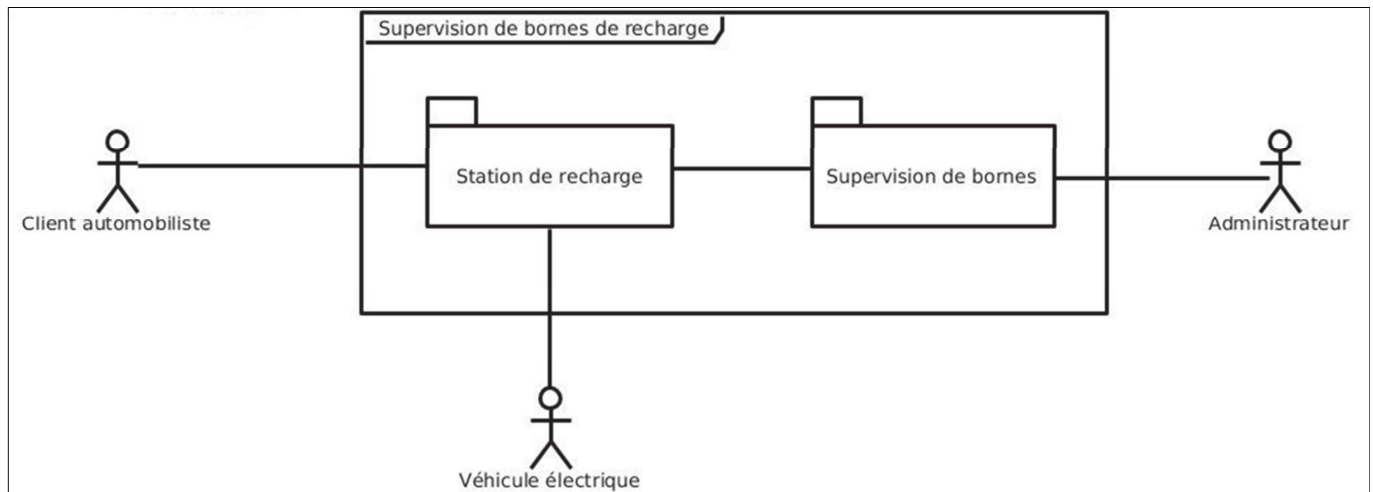 Supervision de bornes de recharge
Station de recharge
Supervision de bornes
Client automobiliste
Administrateur
Véhicule électrique